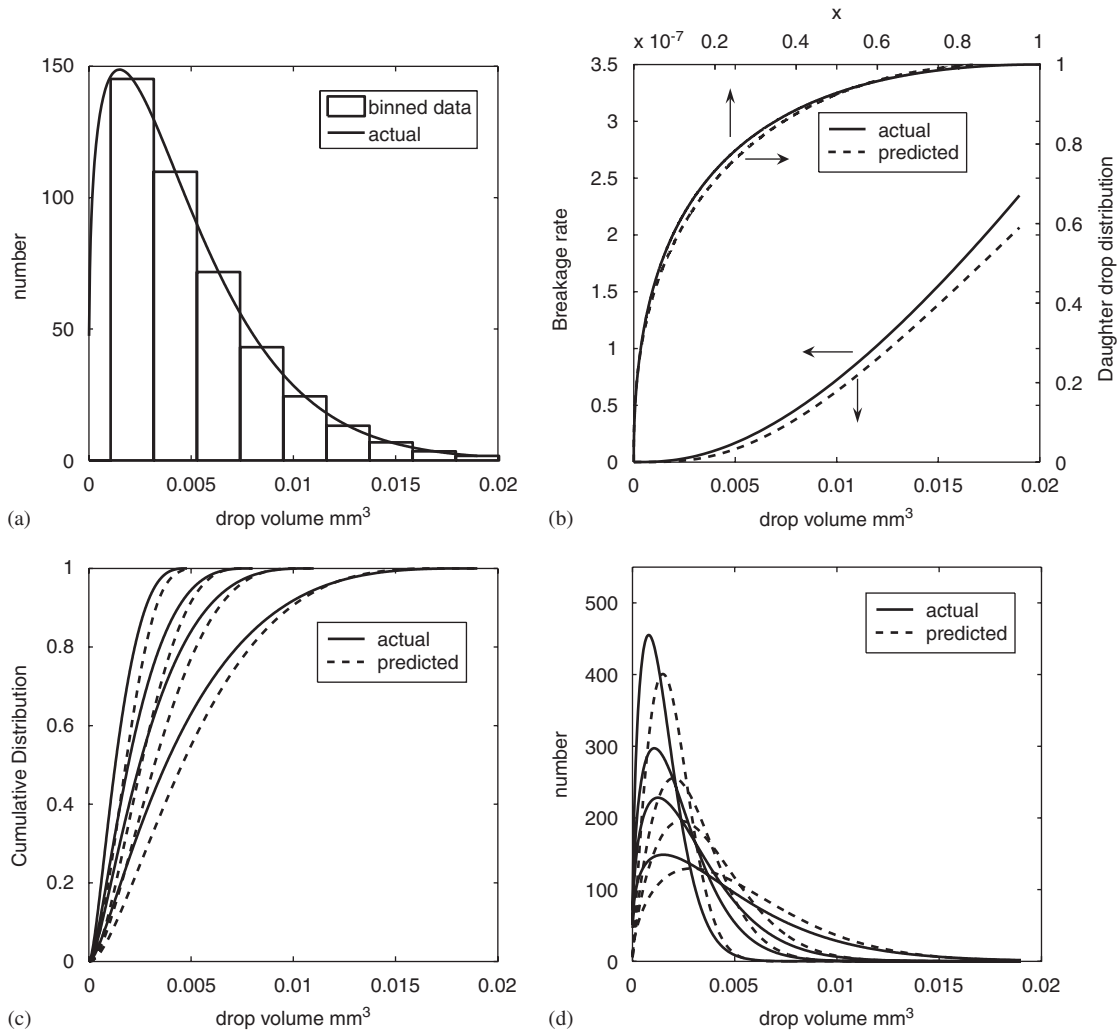 150
100
50
0
number
binned data
actual
0
0.005
0.01
0.015
0.02
drop volume mm³
(a)
x
x 10⁻⁷
0.2
0.4
0.6
0.8
1
3.5
3
2.5
2
1.5
1
0.5
0
Breakage rate
actual
predicted
1
0.8
0.6
0.4
0.2
0
Daughter drop distribution
0
0.005
0.01
0.015
0.02
drop volume mm³
(b)
1
0.8
0.6
0.4
0.2
0
Cumulative Distribution
actual
predicted
0
0.005
0.01
0.015
0.02
drop volume mm³
(c)
500
400
300
200
100
0
number
actual
predicted
0
0.005
0.01
0.015
0.02
drop volume mm³
(d)